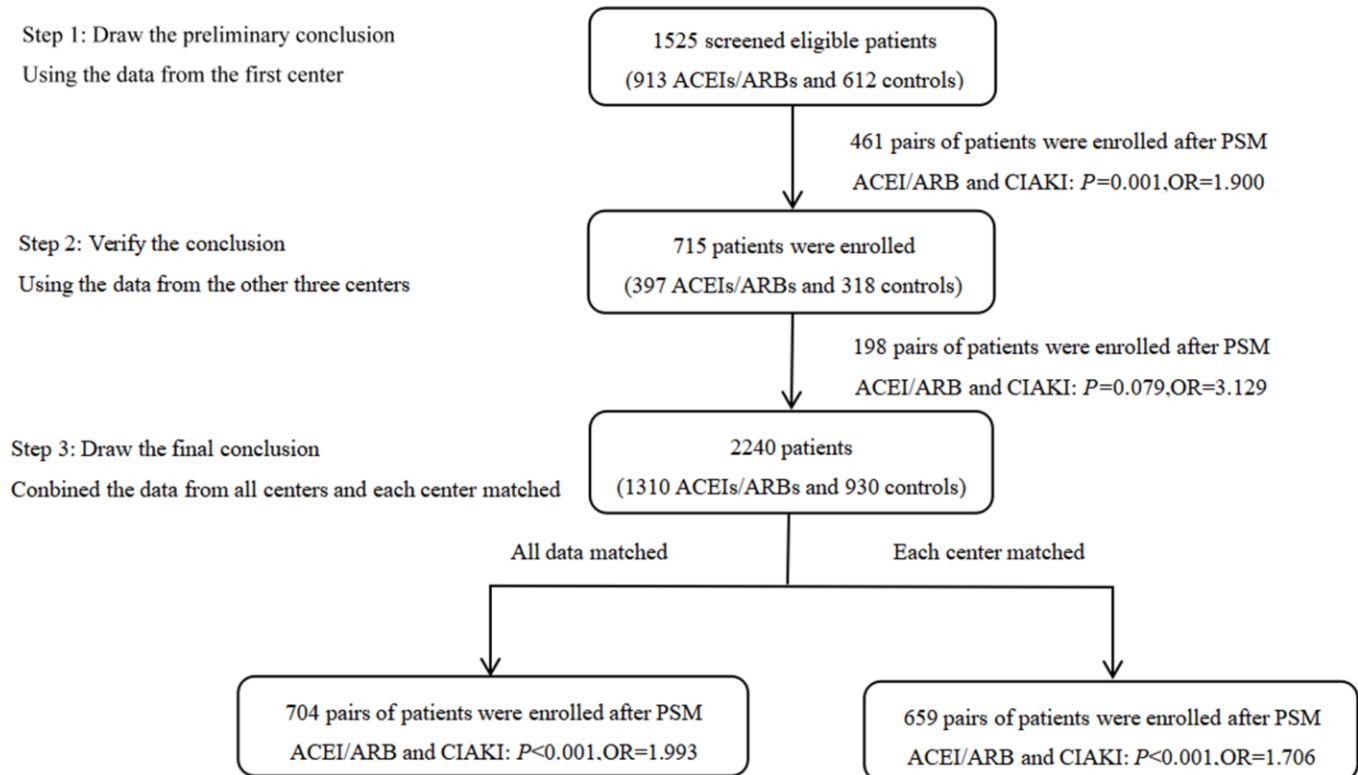 Step 1: Draw the preliminary conclusion
Using the data from the first center
1525 screened eligible patients
(913 ACEIs/ARBs and 612 controls)
461 pairs of patients were enrolled after PSM
ACEI/ARB and CIAKI: P=0.001,OR=1.900
Step 2: Verify the conclusion
Using the data from the other three centers
715 patients were enrolled
(397 ACEIs/ARBs and 318 controls)
198 pairs of patients were enrolled after PSM
ACEI/ARB and CIAKI: P=0.079,OR=3.129
Step 3: Draw the final conclusion
Conbined the data from all centers and each center matched
2240 patients
(1310 ACEIs/ARBs and 930 controls)
All data matched
Each center matched
704 pairs of patients were enrolled after PSM
ACEI/ARB and CIAKI: P<0.001,OR=1.993
659 pairs of patients were enrolled after PSM
ACEI/ARB and CIAKI: P<0.001,OR=1.706